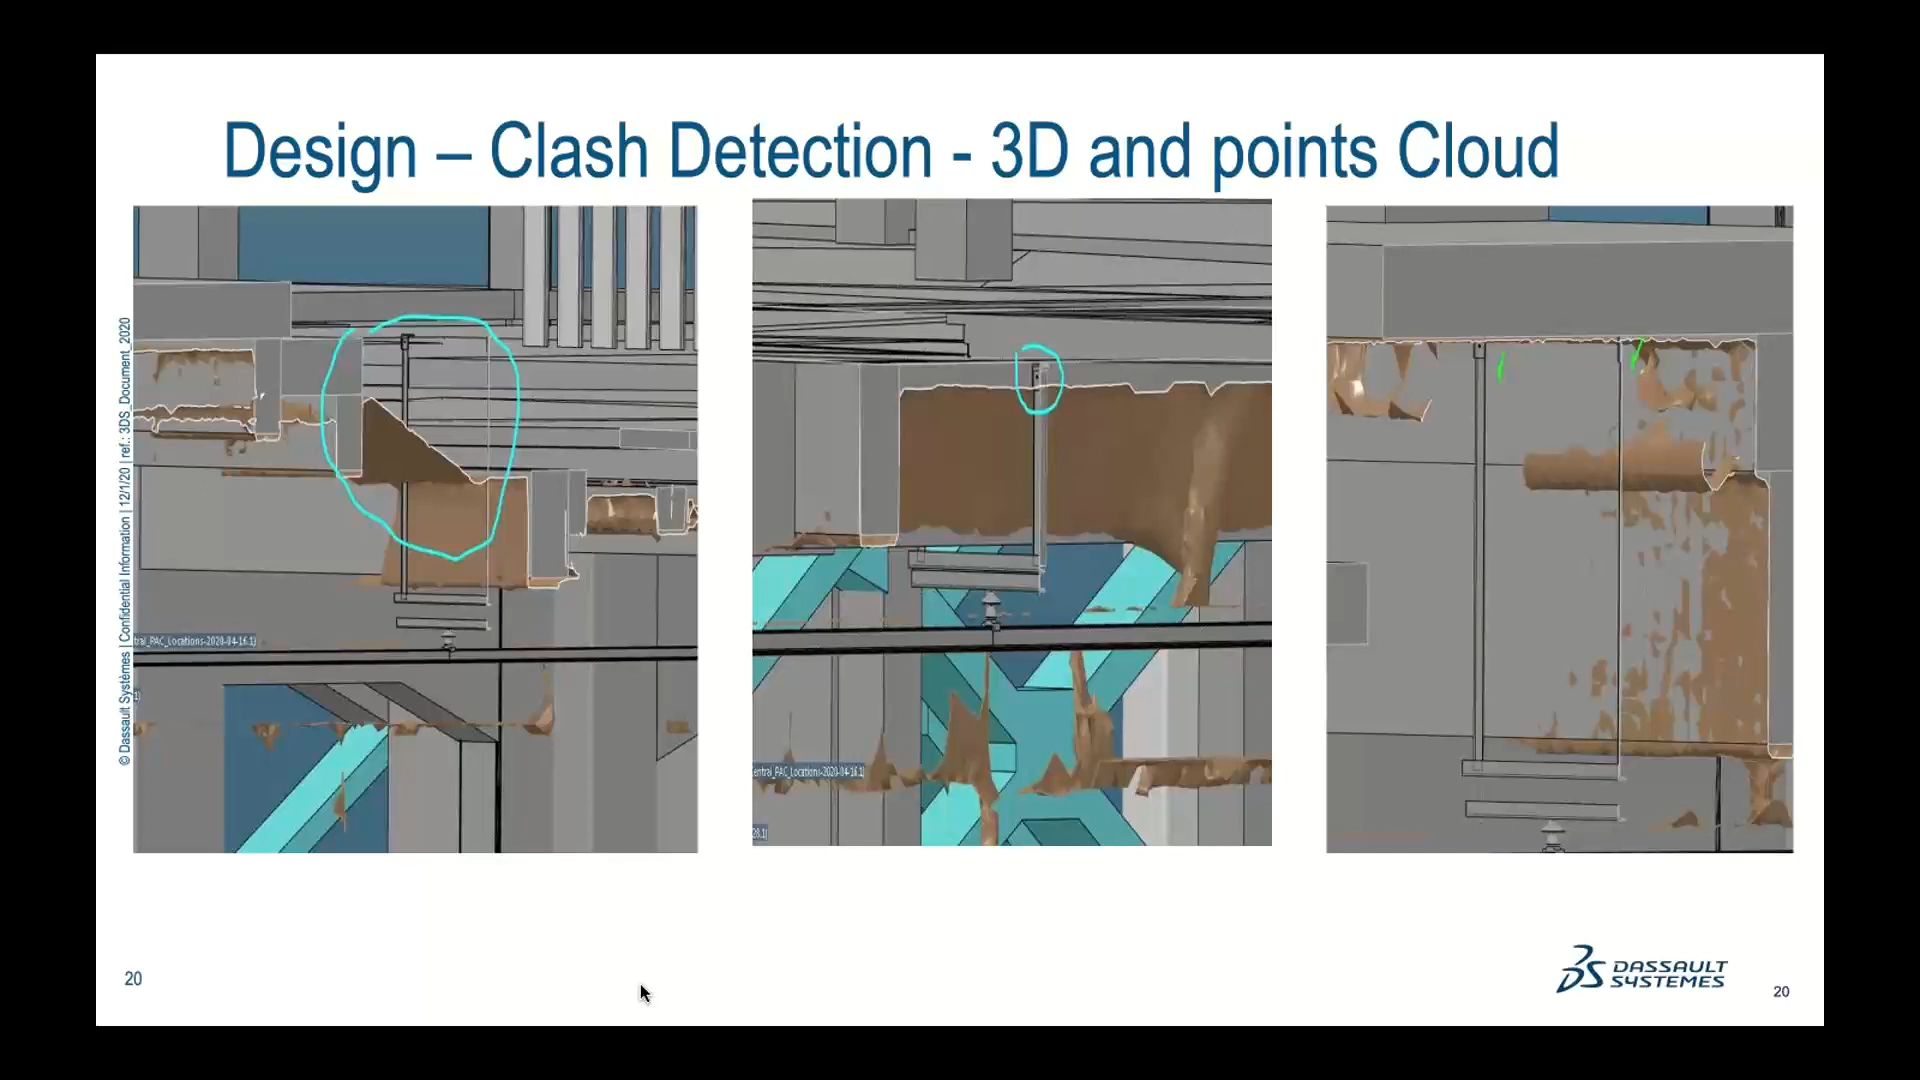 Design – Clash Detection - 3D and points Cloud
© Dassault Systèmes | Confidential Information | 12/1/20 | ref.: 3DS_Document_2020
tral_PAC_Locations-2020-04-16.1)
entral_PAC_Locations-2020-04-16.1)
20
DASSAULT
SYSTEMES
20